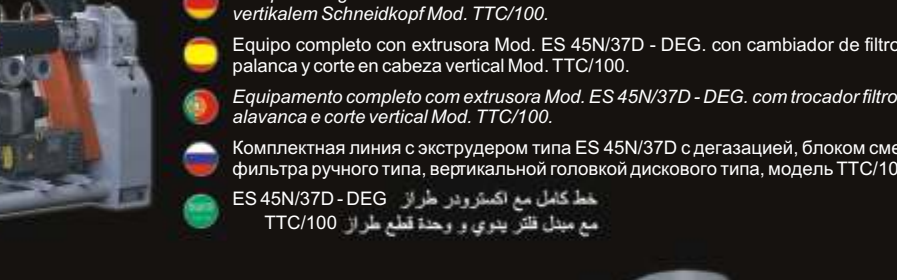 vertikalem Schneidkopf Mod. TTC/100.
Equipo completo con extrusora Mod. ES 45N/37D - DEG. con cambiador de filtro
palanca y corte en cabeza vertical Mod. TTC/100.
Equipamento completo com extrusora Mod. ES 45N/37D - DEG. com trocador filtro
alavanca e corte vertical Mod. TTC/100.
Комплектная линия с экструдером типа ES 45N/37D с дегазацией, блоком сме
фильтра ручного типа, вертикальной головкой дискового типа, модель TTC/10
خط كامل مع اكسترودر طراز ES 45N/37D - DEG
مع مبدل فلتر يدوي و وحدة قطع طراز TTC/100